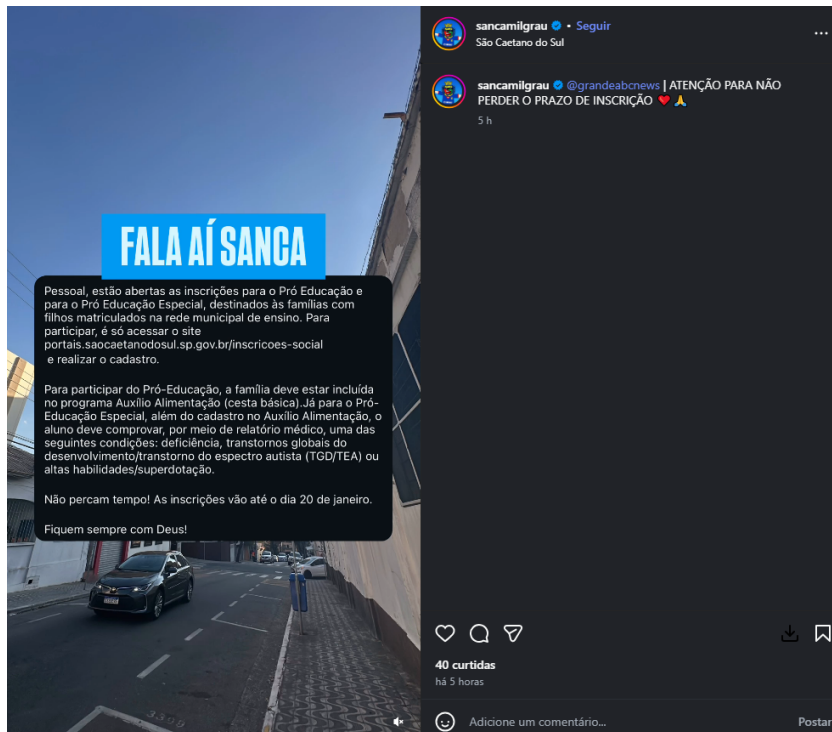 FALA AÍ SANCA
Pessoal, estão abertas as inscrições para o Pró Educação e
para o Pró Educação Especial, destinados às famílias com
filhos matriculados na rede municipal de ensino. Para
participar, é só acessar o site
portais.saocaetanodosul.sp.gov.br/inscricoes-social
e realizar o cadastro.
Para participar do Pró-Educação, a família deve estar incluída
no programa Auxílio Alimentação (cesta básica).Já para o Pró-
Educação Especial, além do cadastro no Auxílio Alimentação, o
aluno deve comprovar, por meio de relatório médico, uma das
seguintes condições: deficiência, transtornos globais do
desenvolvimento/transtorno do espectro autista (TGD/TEA) ou
altas habilidades/superdotação.
Não percam tempo! As inscrições vão até o dia 20 de janeiro.
Fiquem sempre com Deus!
3399
sancamilgrau • Seguir
São Caetano do Sul
sancamilgrau @grandeabcnews | ATENÇÃO PARA NÃO
PERDER O PRAZO DE INSCRIÇÃO ❤️🙏
5 h
40 curtidas
há 5 horas
Adicione um comentário...
Postar